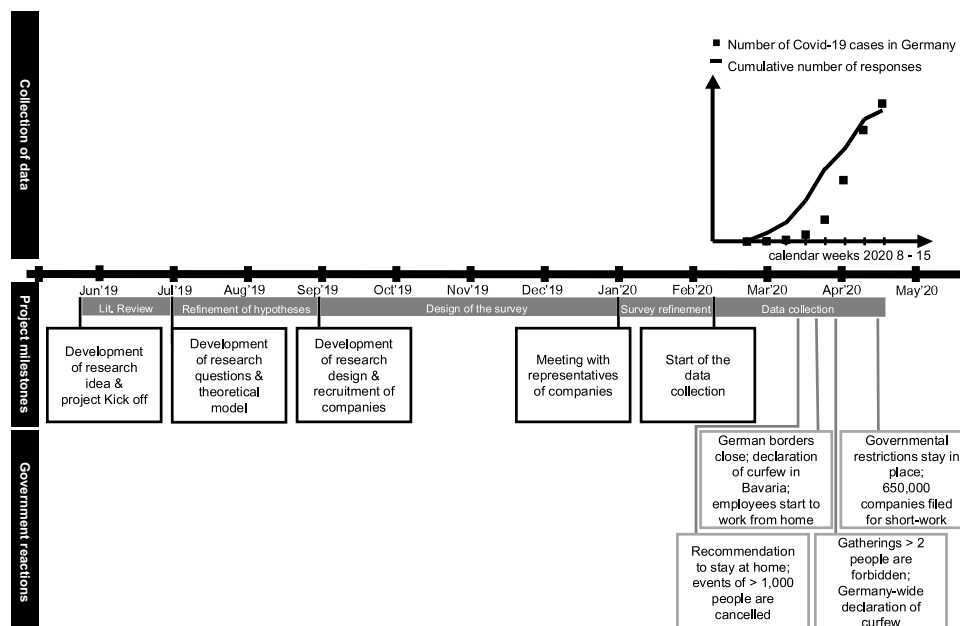 Collection of data
Number of Covid-19 cases in Germany
Cumulative number of responses
calendar weeks 2020 8 - 15
Jun'19
Jul'19
Aug'19
Sep'19
Oct'19
Nov'19
Dec'19
Jan'20
Feb'20
Mar'20
Apr'20
May'20
Project milestones
Lit. Review
Refinement of hypotheses
Design of the survey
Survey refinement
Data collection
Development
of research
idea &
project Kick off
Development
of research
questions &
theoretical
model
Development
of research
design &
recruitment of
companies
Meeting with
representatives
of companies
Start of the
data
collection
Government reactions
German borders
close; declaration
of curfew in
Bavaria;
employees start to
work from home
Governmental
restrictions stay in
place;
650,000
companies filed
for short-work
Recommendation
to stay at home;
events of > 1,000
people are
cancelled
Gatherings > 2
people are
forbidden;
Germany-wide
declaration of
curfew